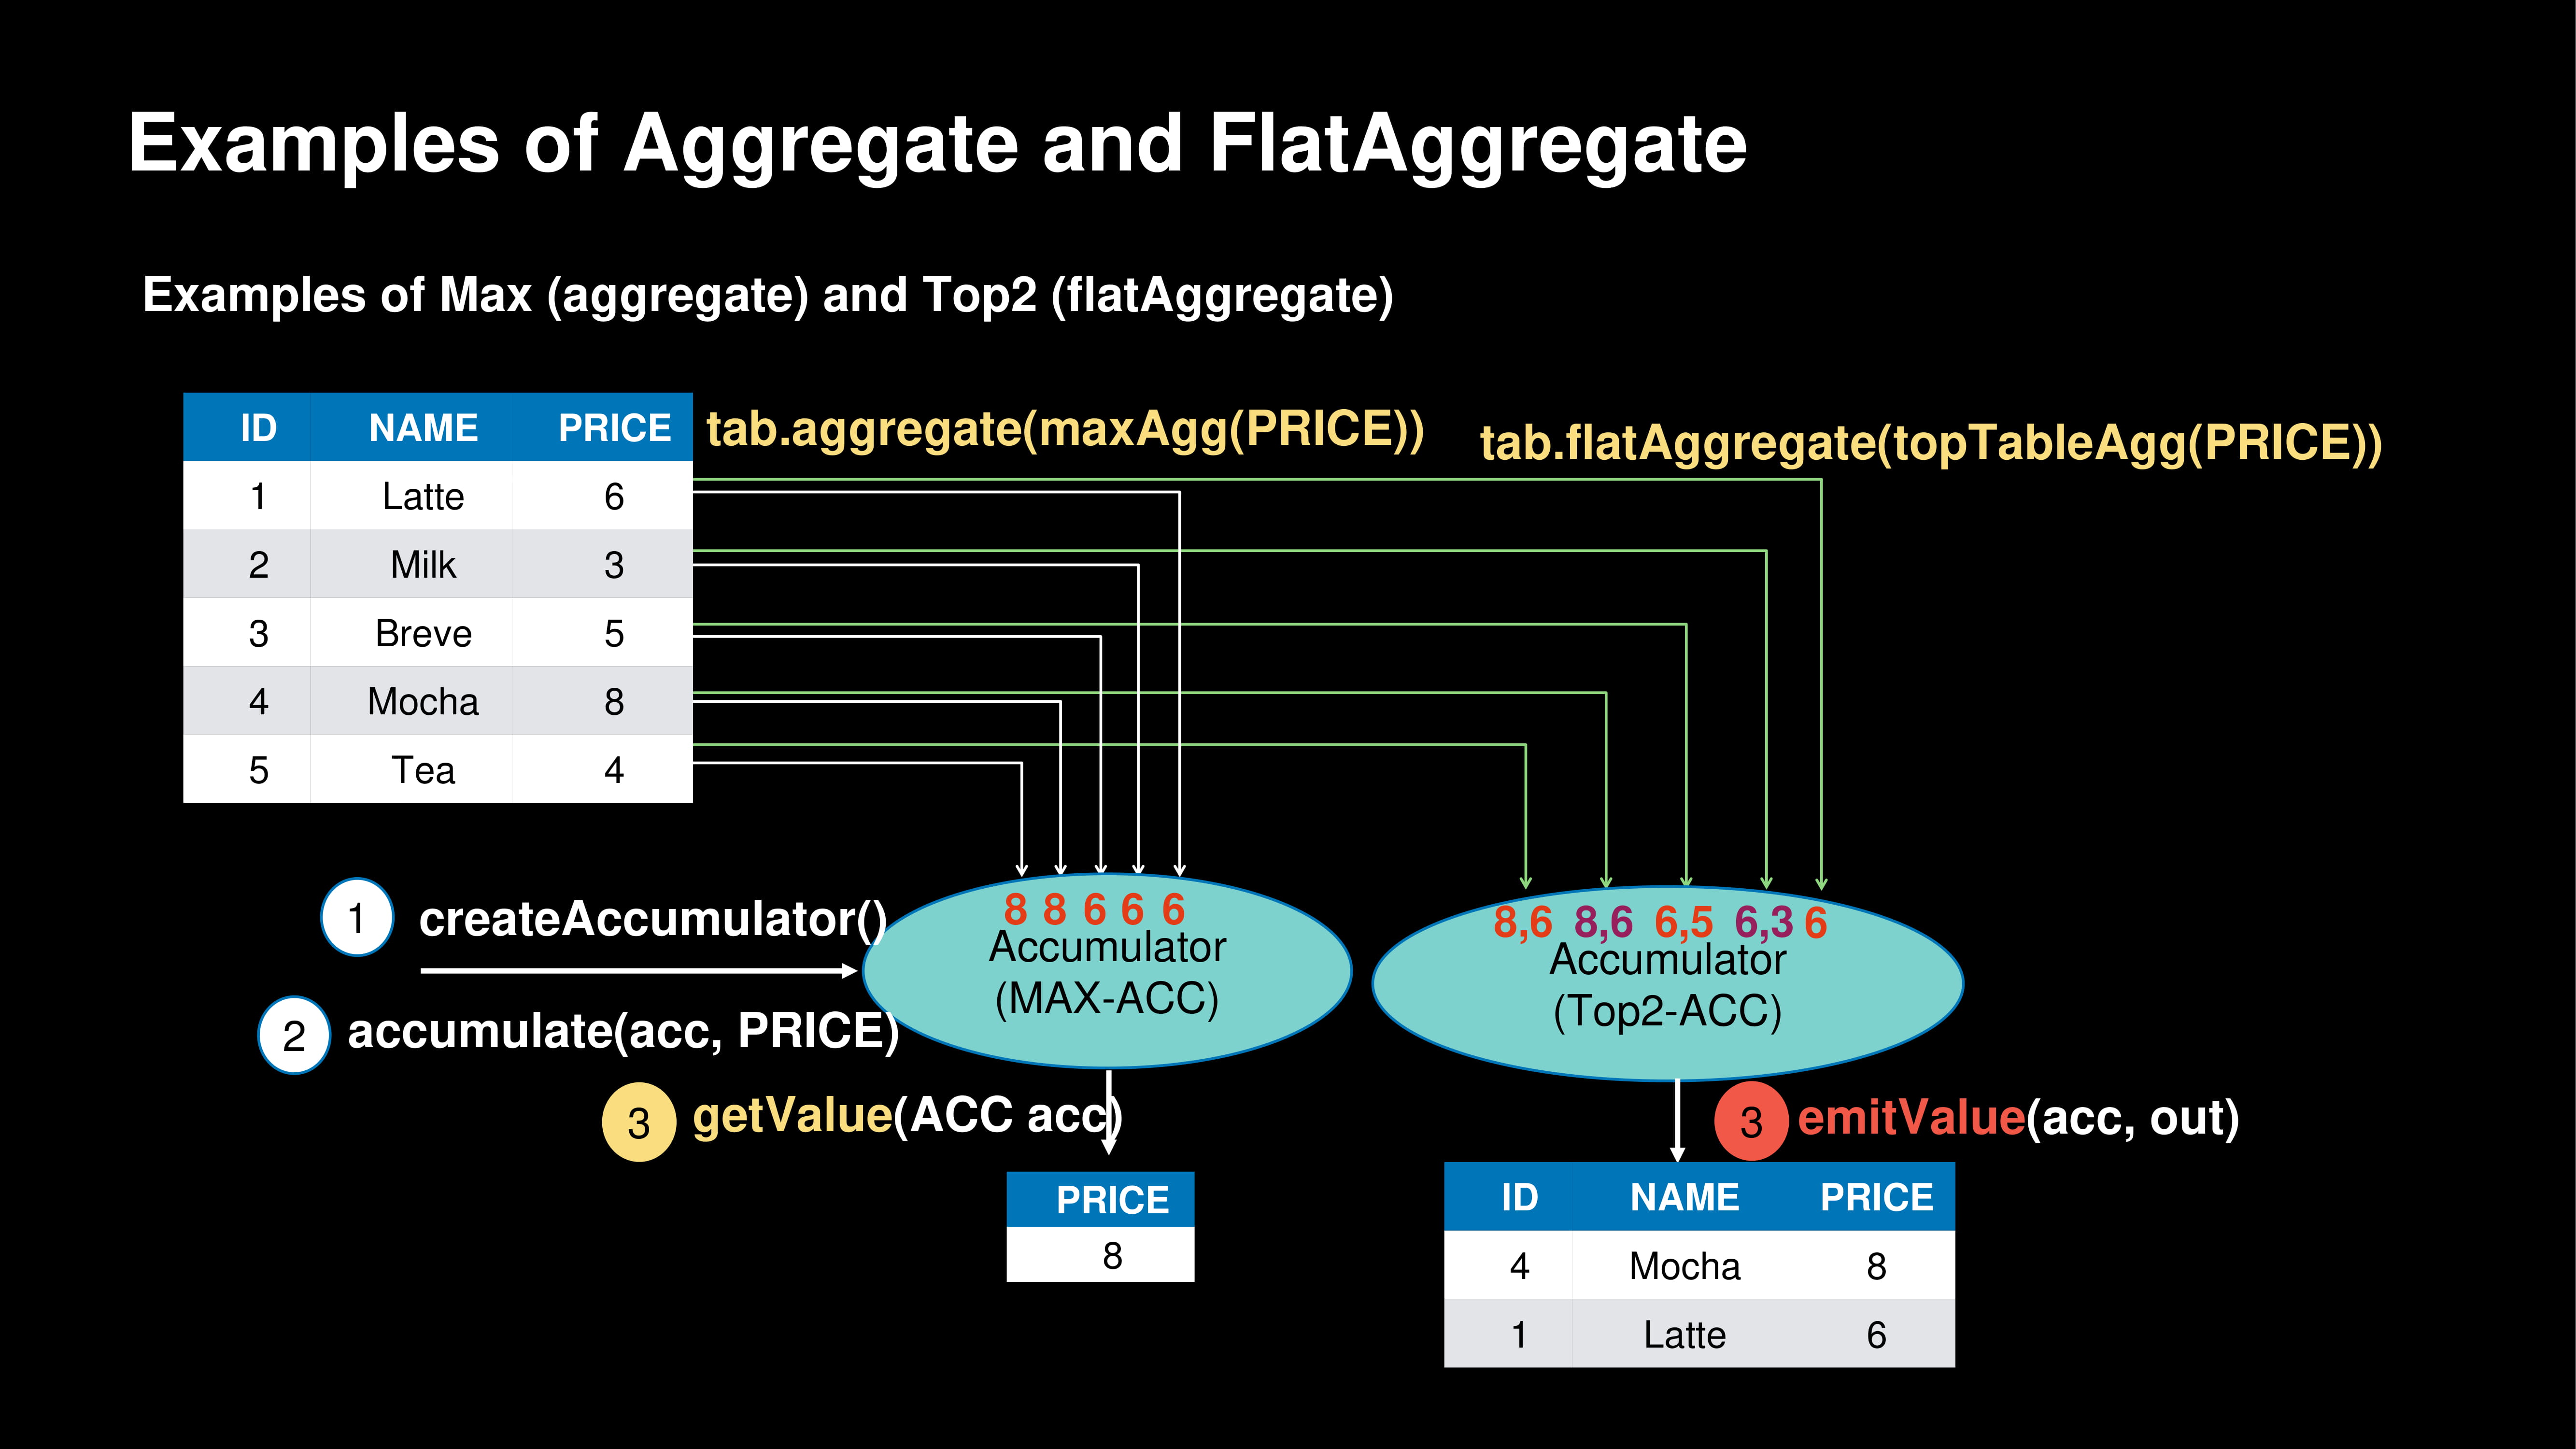 Examples of Aggregate and FlatAggregate
Examples of Max (aggregate) and Top2 (flatAggregate)
ID NAME PRICE
1 Latte 6
2 Milk 3
3 Breve 5
4 Mocha 8
5 Tea 4
tab.aggregate(maxAgg(PRICE))
tab.flatAggregate(topTableAgg(PRICE))
1 createAccumulator()
2 accumulate(acc, PRICE)
8 8 6 6 6
Accumulator
(MAX-ACC)
8,6 8,6 6,5 6,3 6
Accumulator
(Top2-ACC)
3 getValue(ACC acc)
3 emitValue(acc, out)
PRICE
8
ID NAME PRICE
4 Mocha 8
1 Latte 6